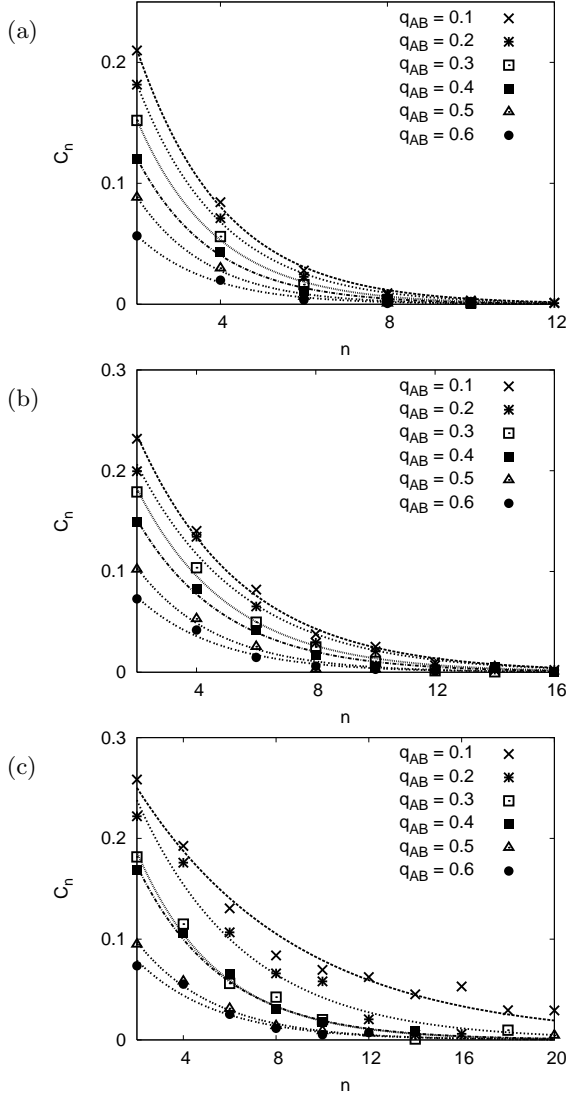 (a)
q_AB = 0.1
q_AB = 0.2
q_AB = 0.3
q_AB = 0.4
q_AB = 0.5
q_AB = 0.6
0.2
0.1
0
C_n
4 8 12
n
(b)
q_AB = 0.1
q_AB = 0.2
q_AB = 0.3
q_AB = 0.4
q_AB = 0.5
q_AB = 0.6
0.3
0.2
0.1
0
C_n
4 8 12 16
n
(c)
q_AB = 0.1
q_AB = 0.2
q_AB = 0.3
q_AB = 0.4
q_AB = 0.5
q_AB = 0.6
0.3
0.2
0.1
0
C_n
4 8 12 16 20
n